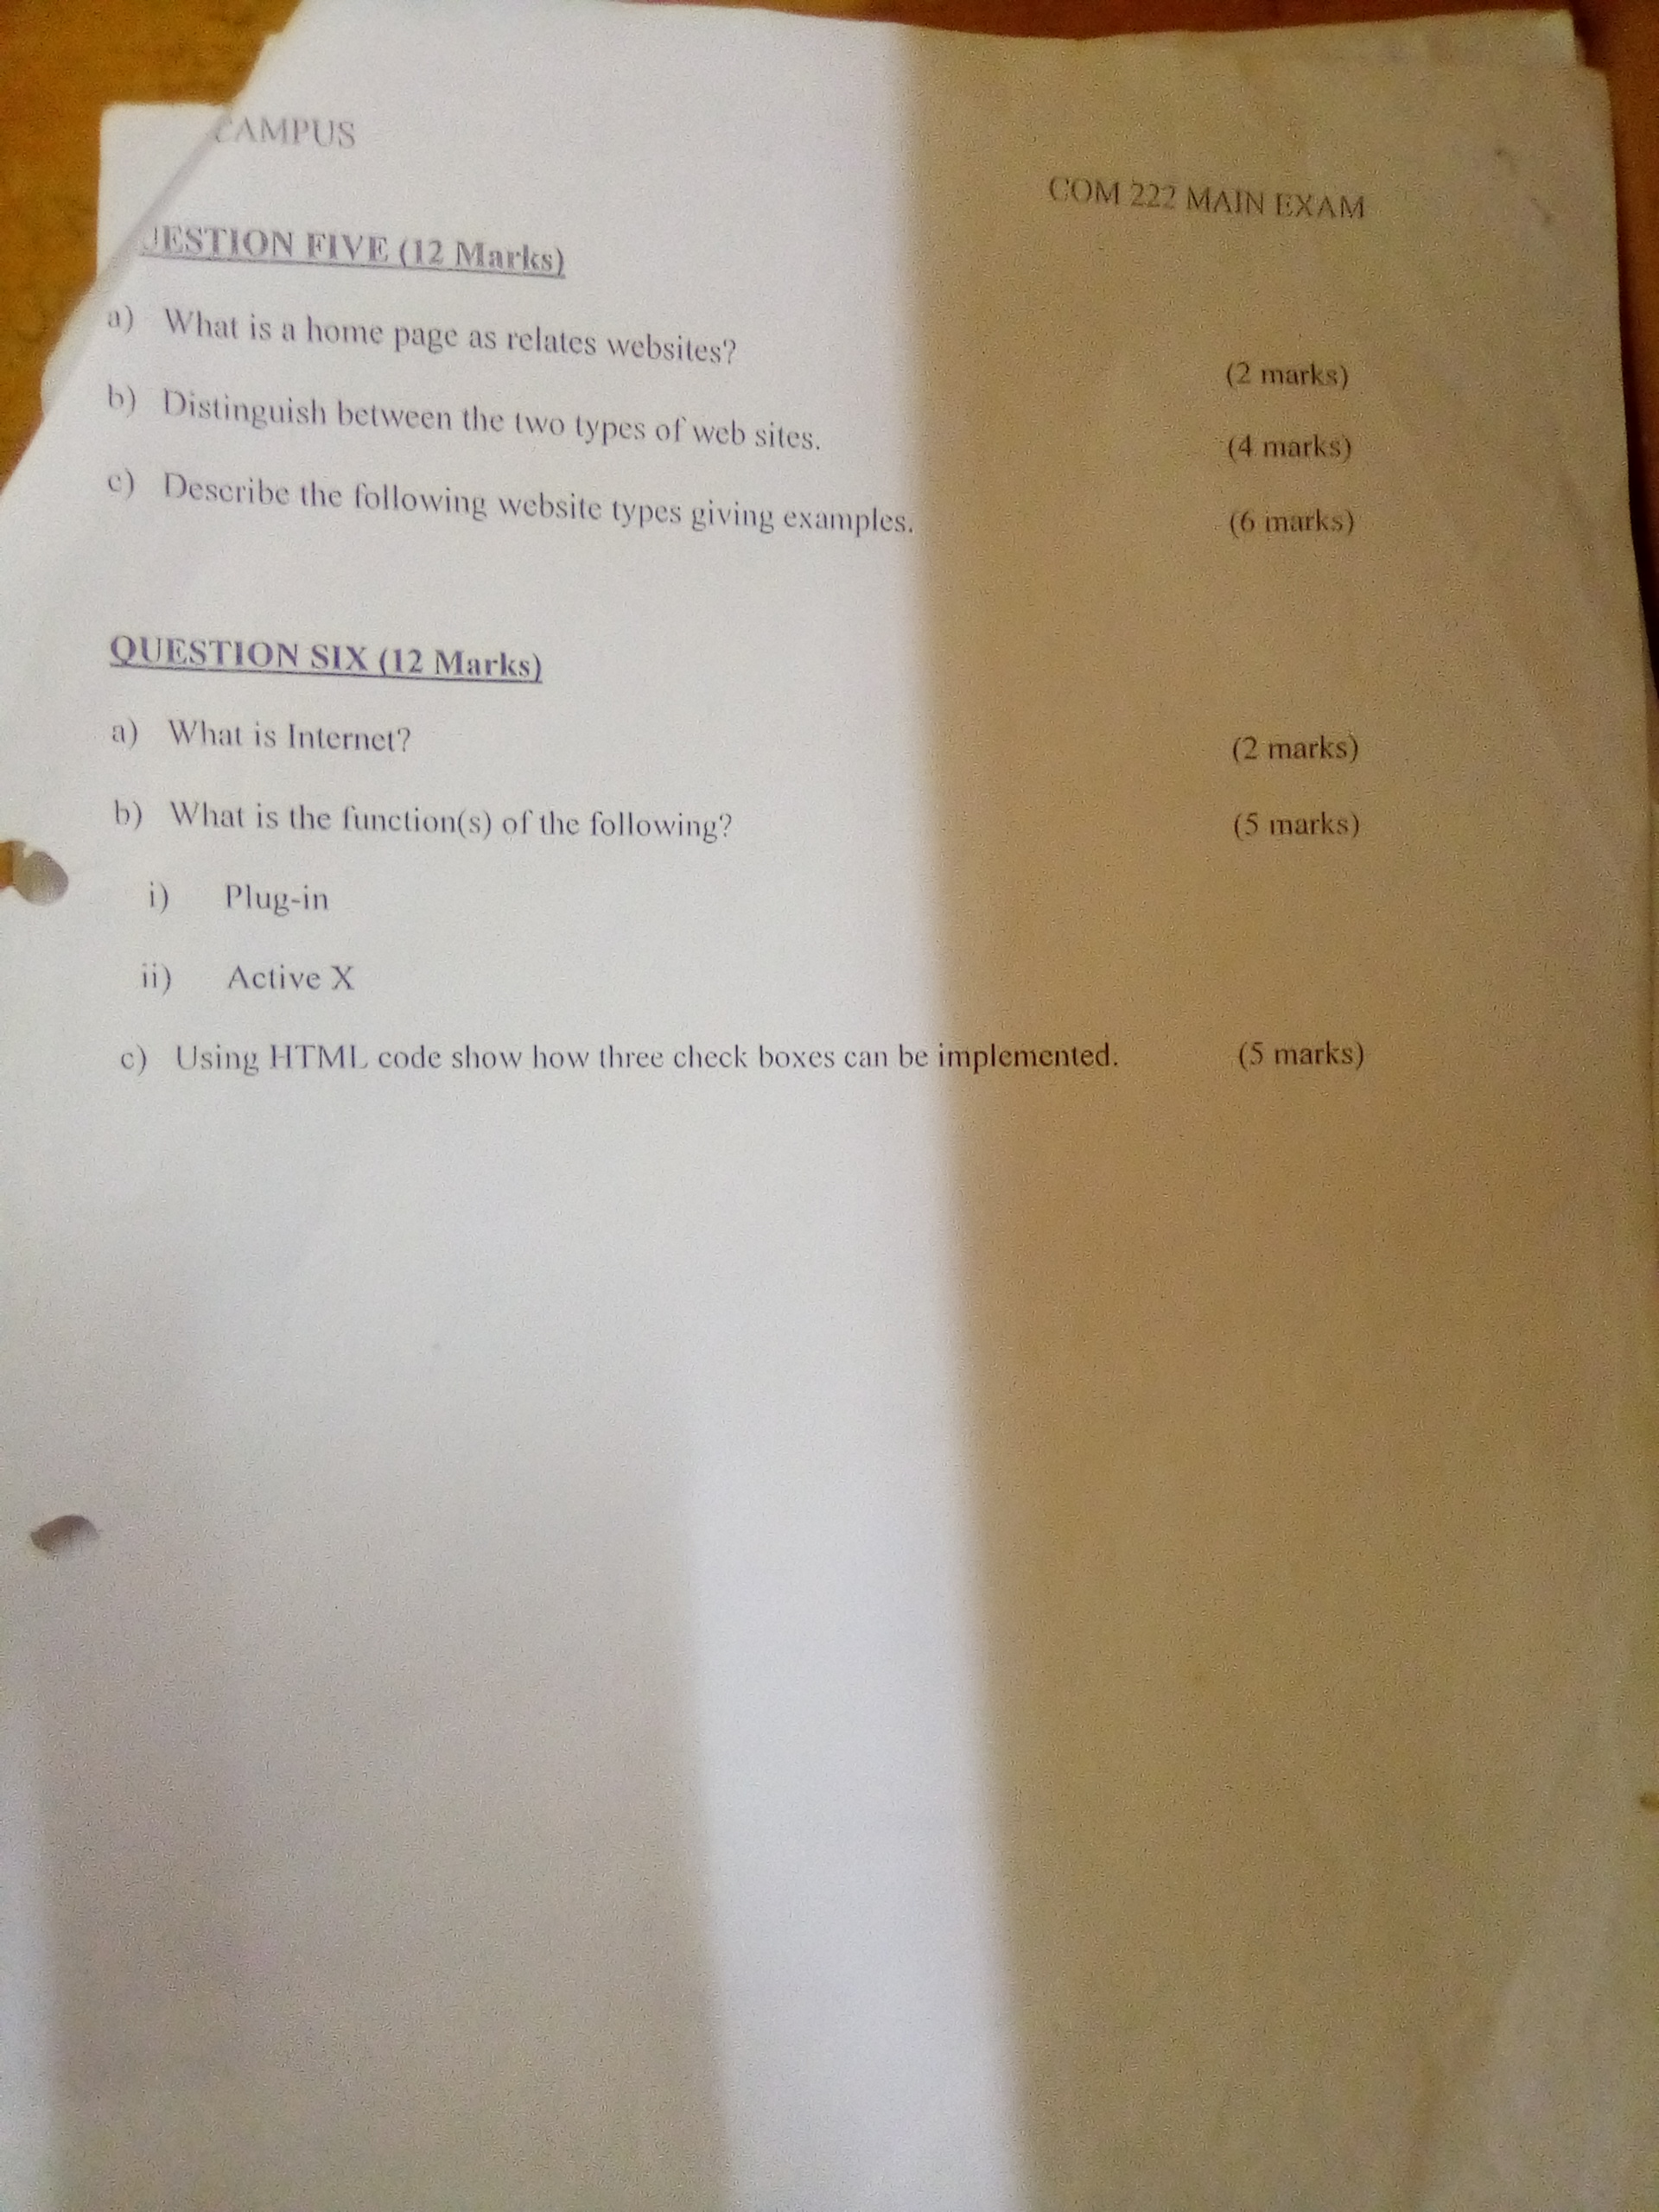 CAMPUS
COM 222 MAIN EXAM
UESTION FIVE (12 Marks)
a) What is a home page as relates websites? (2 marks)
b) Distinguish between the two types of web sites. (4 marks)
c) Describe the following website types giving examples. (6 marks)
QUESTION SIX (12 Marks)
a) What is Internet? (2 marks)
b) What is the function(s) of the following? (5 marks)
i) Plug-in
ii) Active X
c) Using HTML code show how three check boxes can be implemented. (5 marks)